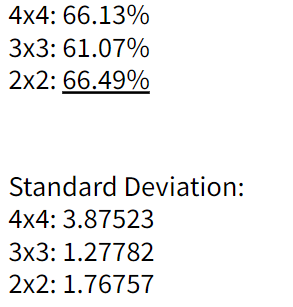 4x4: 66.13%
3x3: 61.07%
2x2: 66.49%
Standard Deviation:
4x4: 3.87523
3x3: 1.27782
2x2: 1.76757